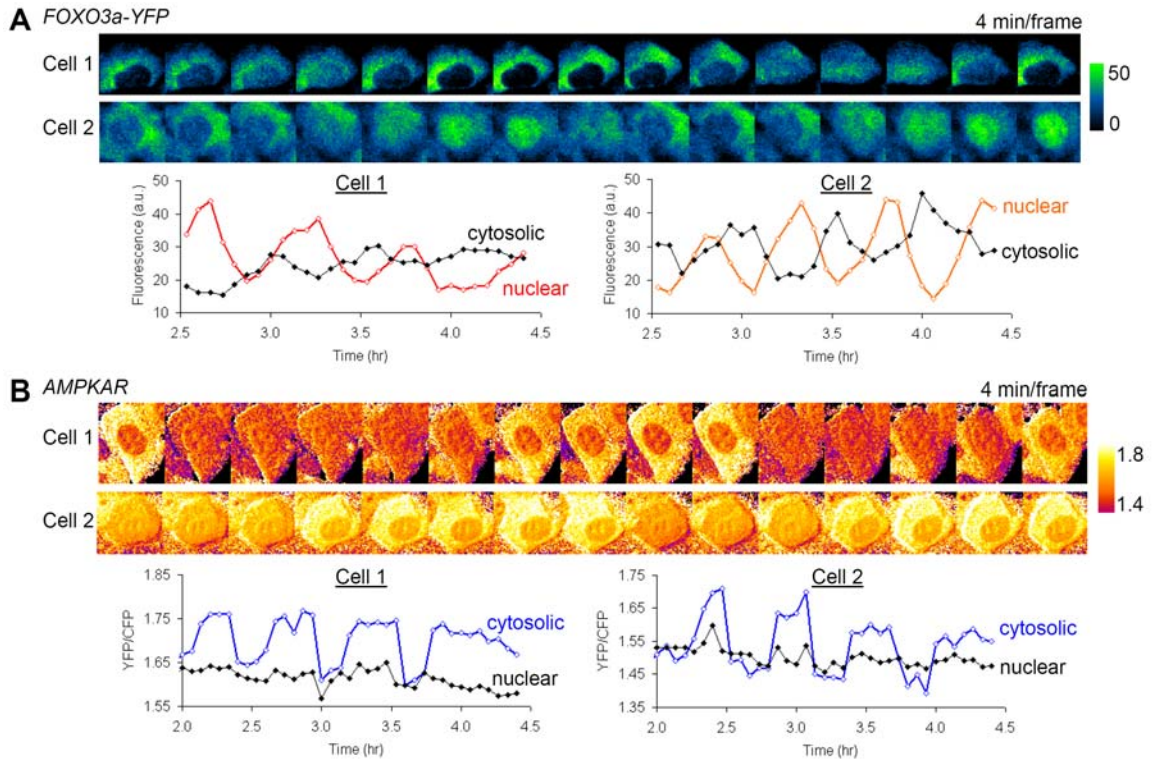 A FOXO3a-YFP 4 min/frame
Cell 1
50
0
Cell 2
Cell 1
Fluorescence (a.u.)
50
40
30
20
10
cytosolic
nuclear
2.5 3.0 3.5 4.0 4.5
Time (hr)
Cell 2
Fluorescence (a.u.)
50
40
30
20
10
nuclear
cytosolic
2.5 3.0 3.5 4.0 4.5
Time (hr)
B AMPKAR 4 min/frame
Cell 1
1.8
1.4
Cell 2
Cell 1
YFP/CFP
1.85
1.75
1.65
1.55
cytosolic
nuclear
2.0 2.5 3.0 3.5 4.0 4.5
Time (hr)
Cell 2
YFP/CFP
1.75
1.65
1.55
1.45
1.35
cytosolic
nuclear
2.0 2.5 3.0 3.5 4.0 4.5
Time (hr)